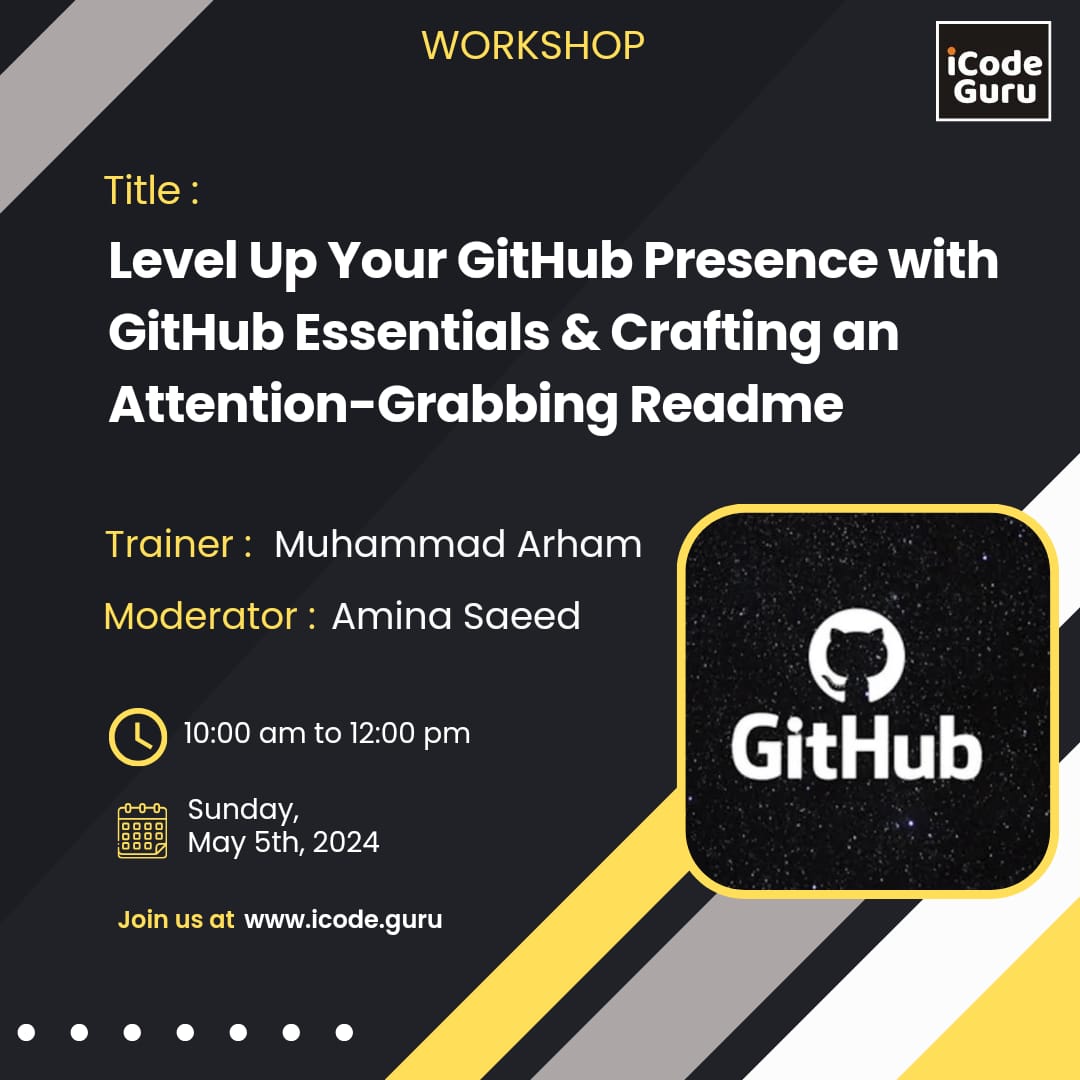 WORKSHOP
iCode
Guru
Title :
Level Up Your GitHub Presence with
GitHub Essentials & Crafting an
Attention-Grabbing Readme
Trainer : Muhammad Arham
Moderator : Amina Saeed
GitHub
10:00 am to 12:00 pm
Sunday,
May 5th, 2024
Join us at www.icode.guru